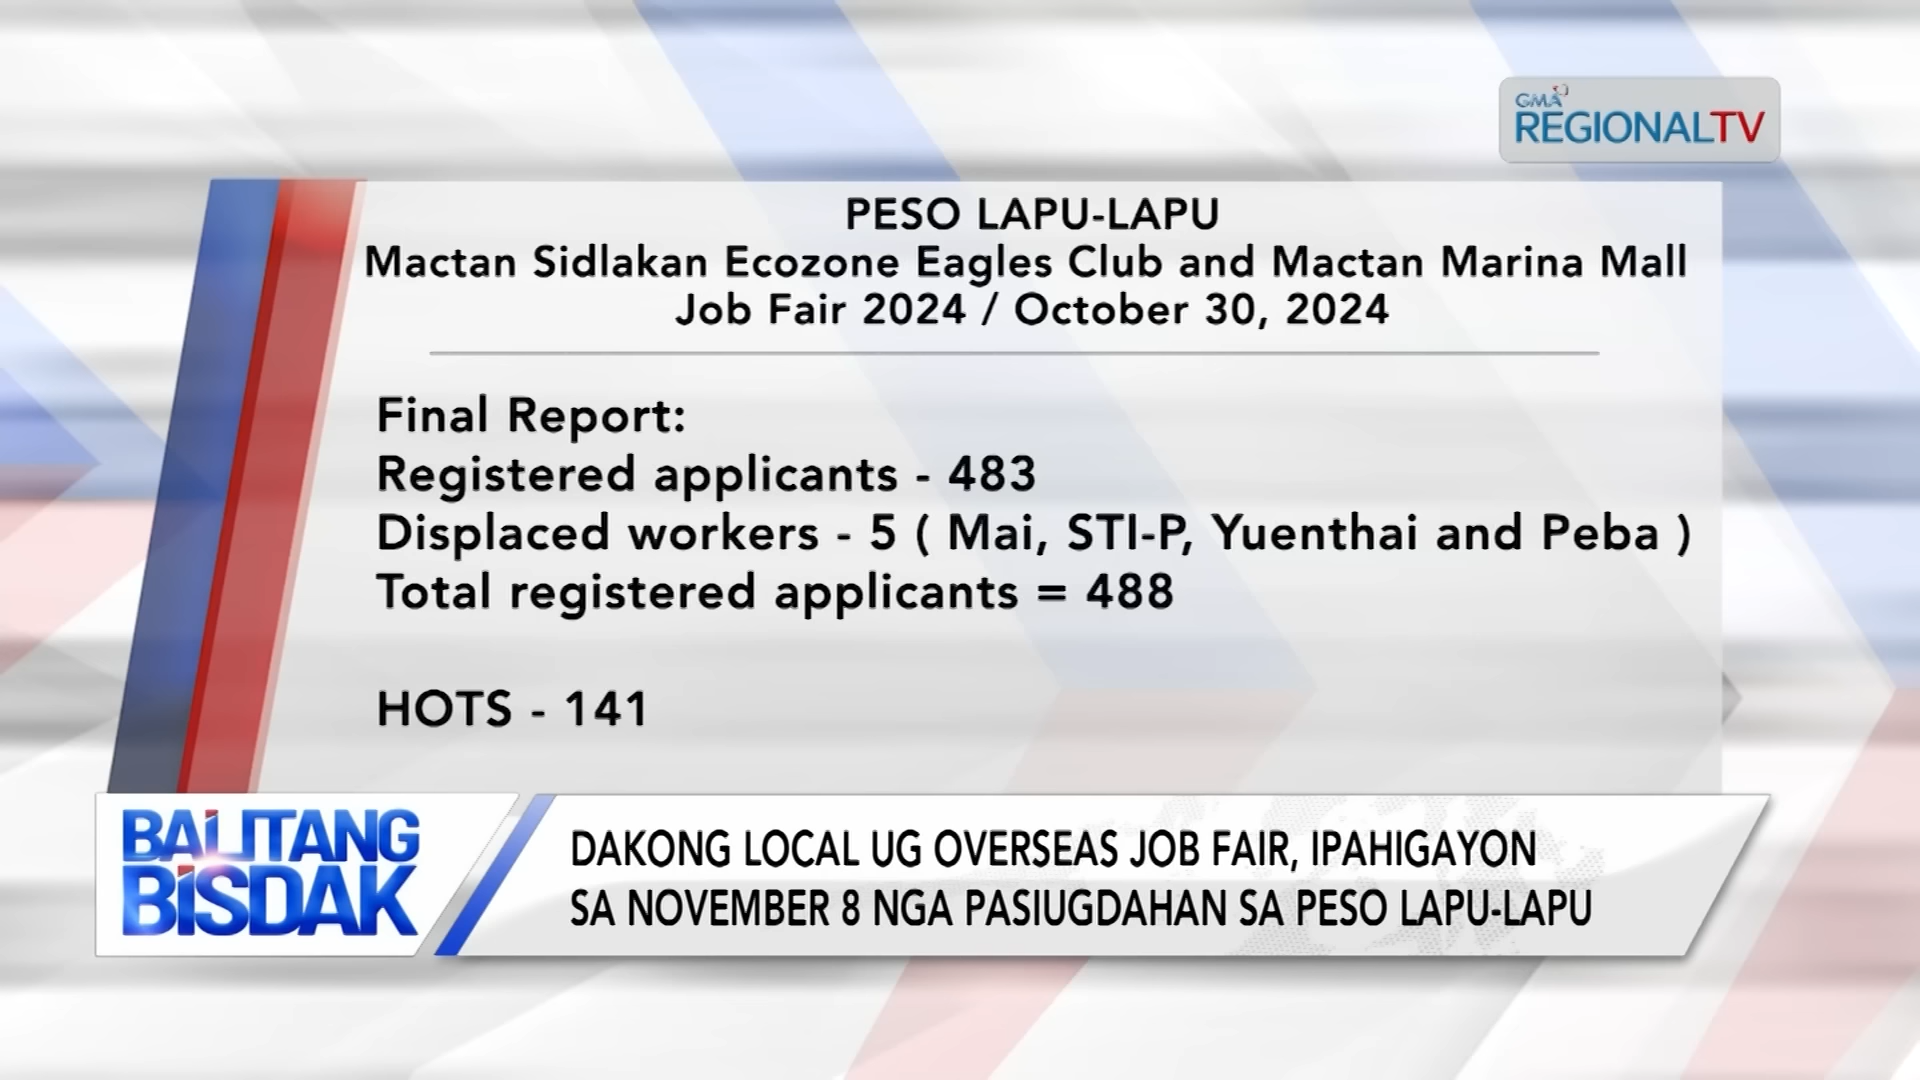 GMA
REGIONALTV
PESO LAPU-LAPU
Mactan Sidlakan Ecozone Eagles Club and Mactan Marina Mall
Job Fair 2024 / October 30, 2024
Final Report:
Registered applicants - 483
Displaced workers - 5 ( Mai, STI-P, Yuenthai and Peba )
Total registered applicants = 488
HOTS - 141
BALITANG
BISDAK
DAKONG LOCAL UG OVERSEAS JOB FAIR, IPAHIGAYON
SA NOVEMBER 8 NGA PASIUGDAHAN SA PESO LAPU-LAPU